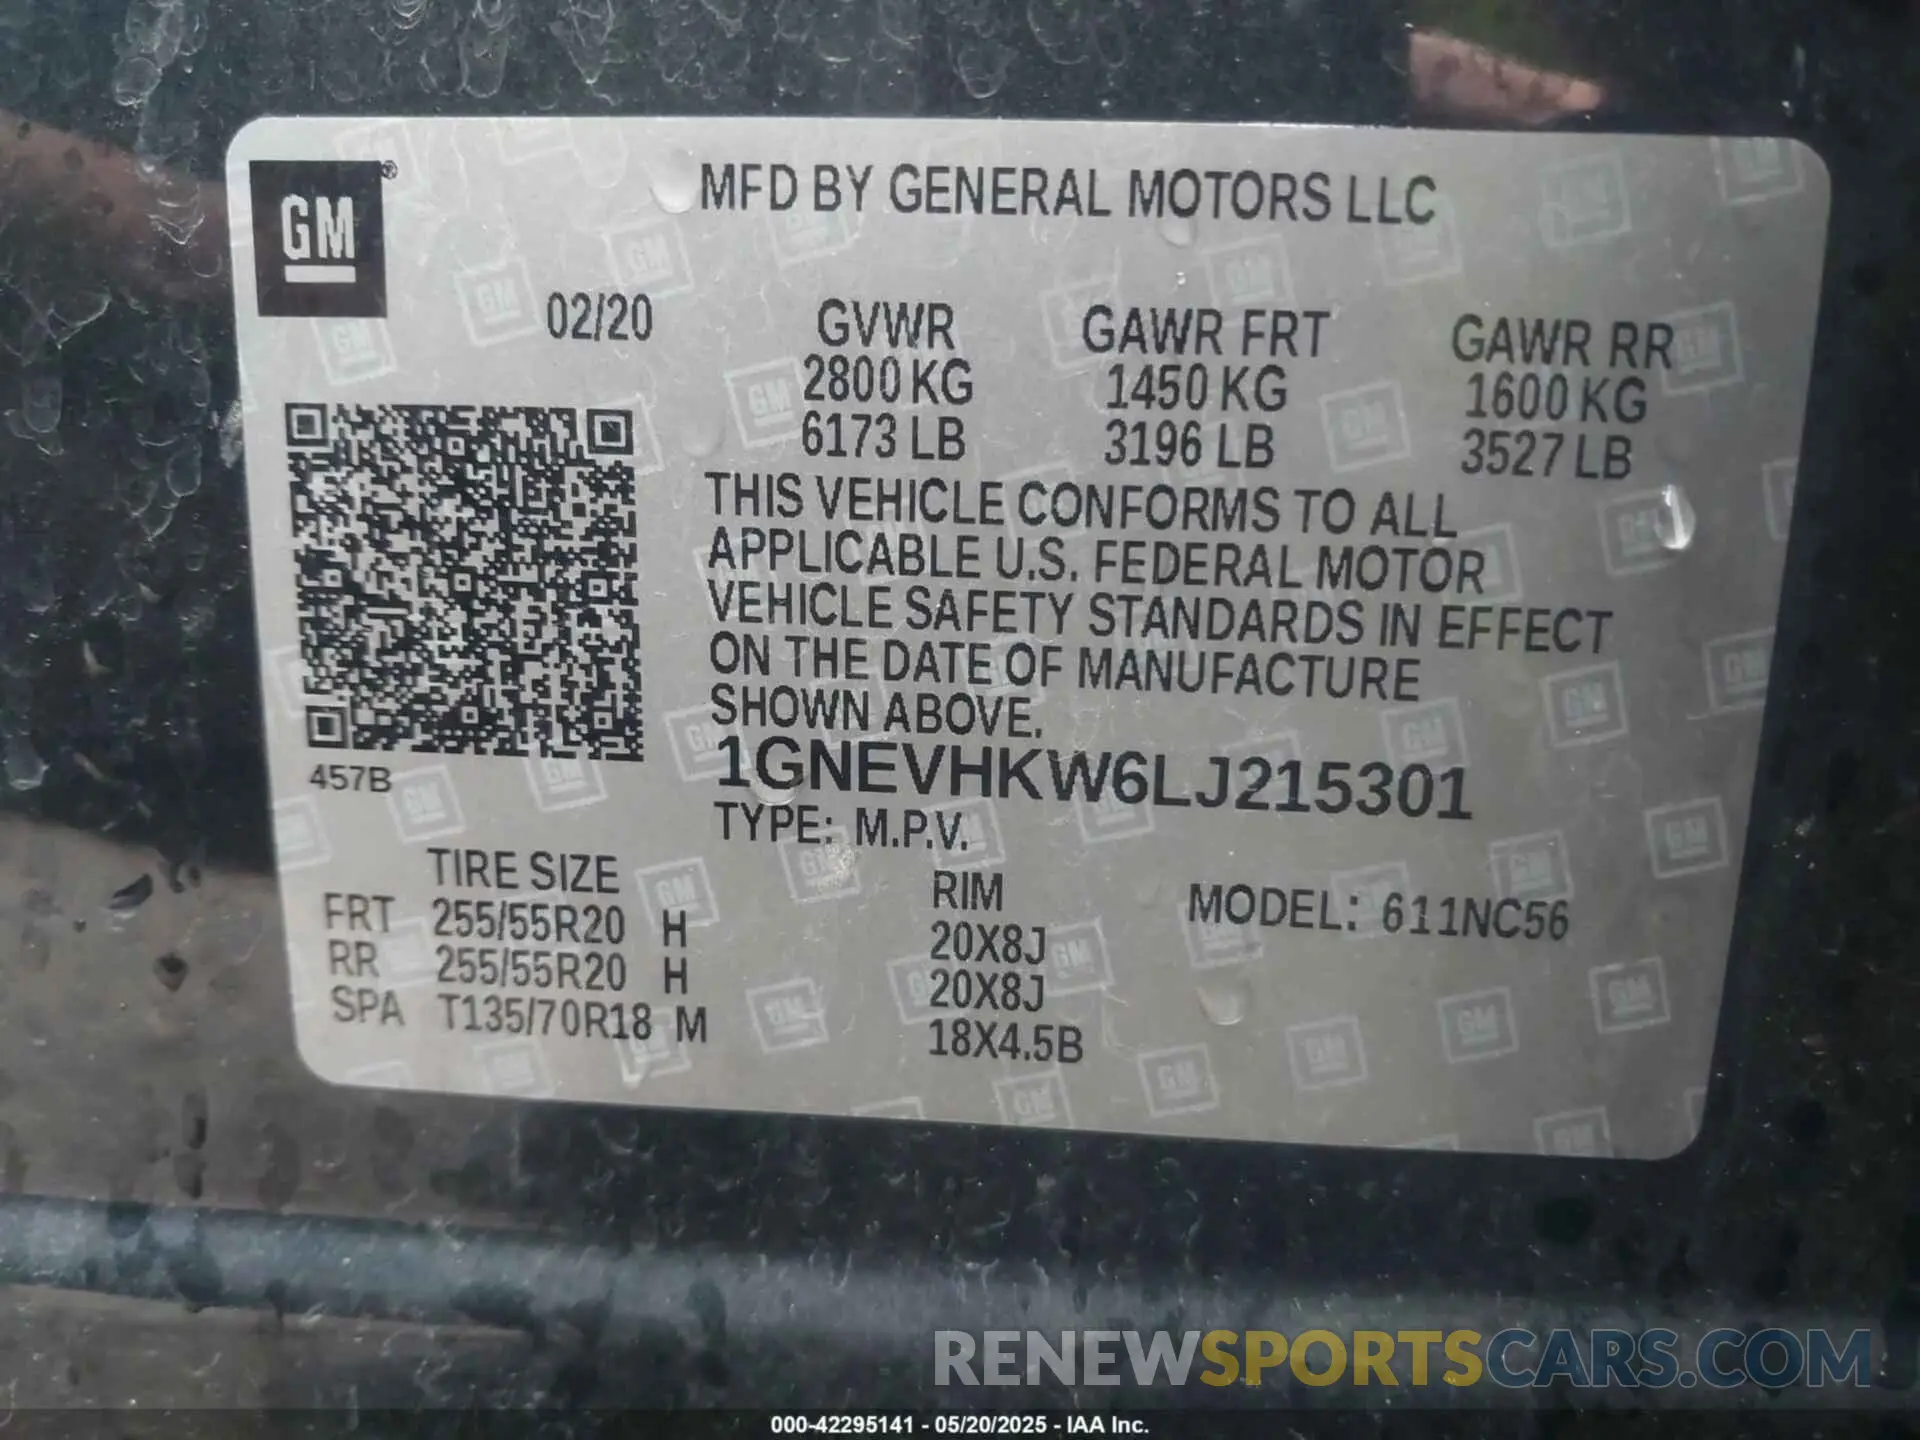 GM ®
MFD BY GENERAL MOTORS LLC
02/20
GVWR GAWR FRT GAWR RR
2800 KG 1450 KG 1600 KG
6173 LB 3196 LB 3527 LB
THIS VEHICLE CONFORMS TO ALL
APPLICABLE U.S. FEDERAL MOTOR
VEHICLE SAFETY STANDARDS IN EFFECT
ON THE DATE OF MANUFACTURE
SHOWN ABOVE.
1GNEVHKW6LJ215301
457B
TYPE: M.P.V.
TIRE SIZE RIM MODEL: 611NC56
FRT 255/55R20 H 20X8J
RR 255/55R20 H 20X8J
SPA T135/70R18 M 18X4.5B
RENEWSPORTSCARS.COM
000-42295141 - 05/20/2025 - IAA Inc.